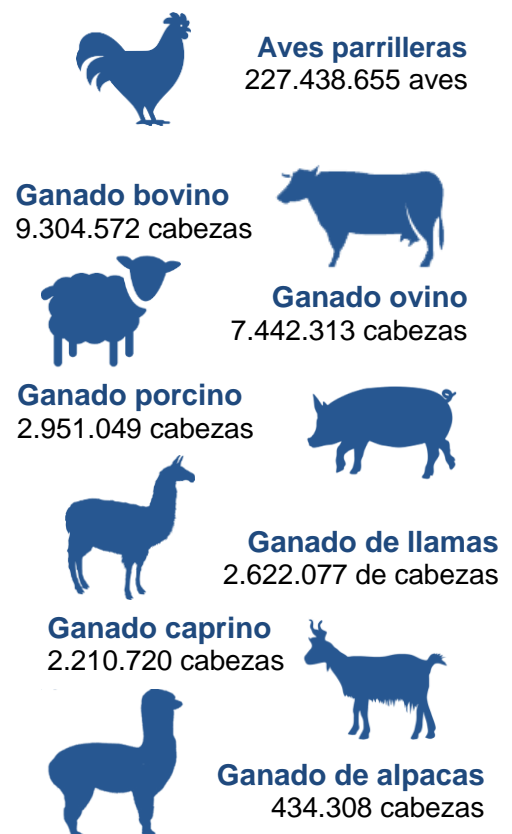 Aves parrilleras
227.438.655 aves
Ganado bovino
9.304.572 cabezas
Ganado ovino
7.442.313 cabezas
Ganado porcino
2.951.049 cabezas
Ganado de llamas
2.622.077 de cabezas
Ganado caprino
2.210.720 cabezas
Ganado de alpacas
434.308 cabezas